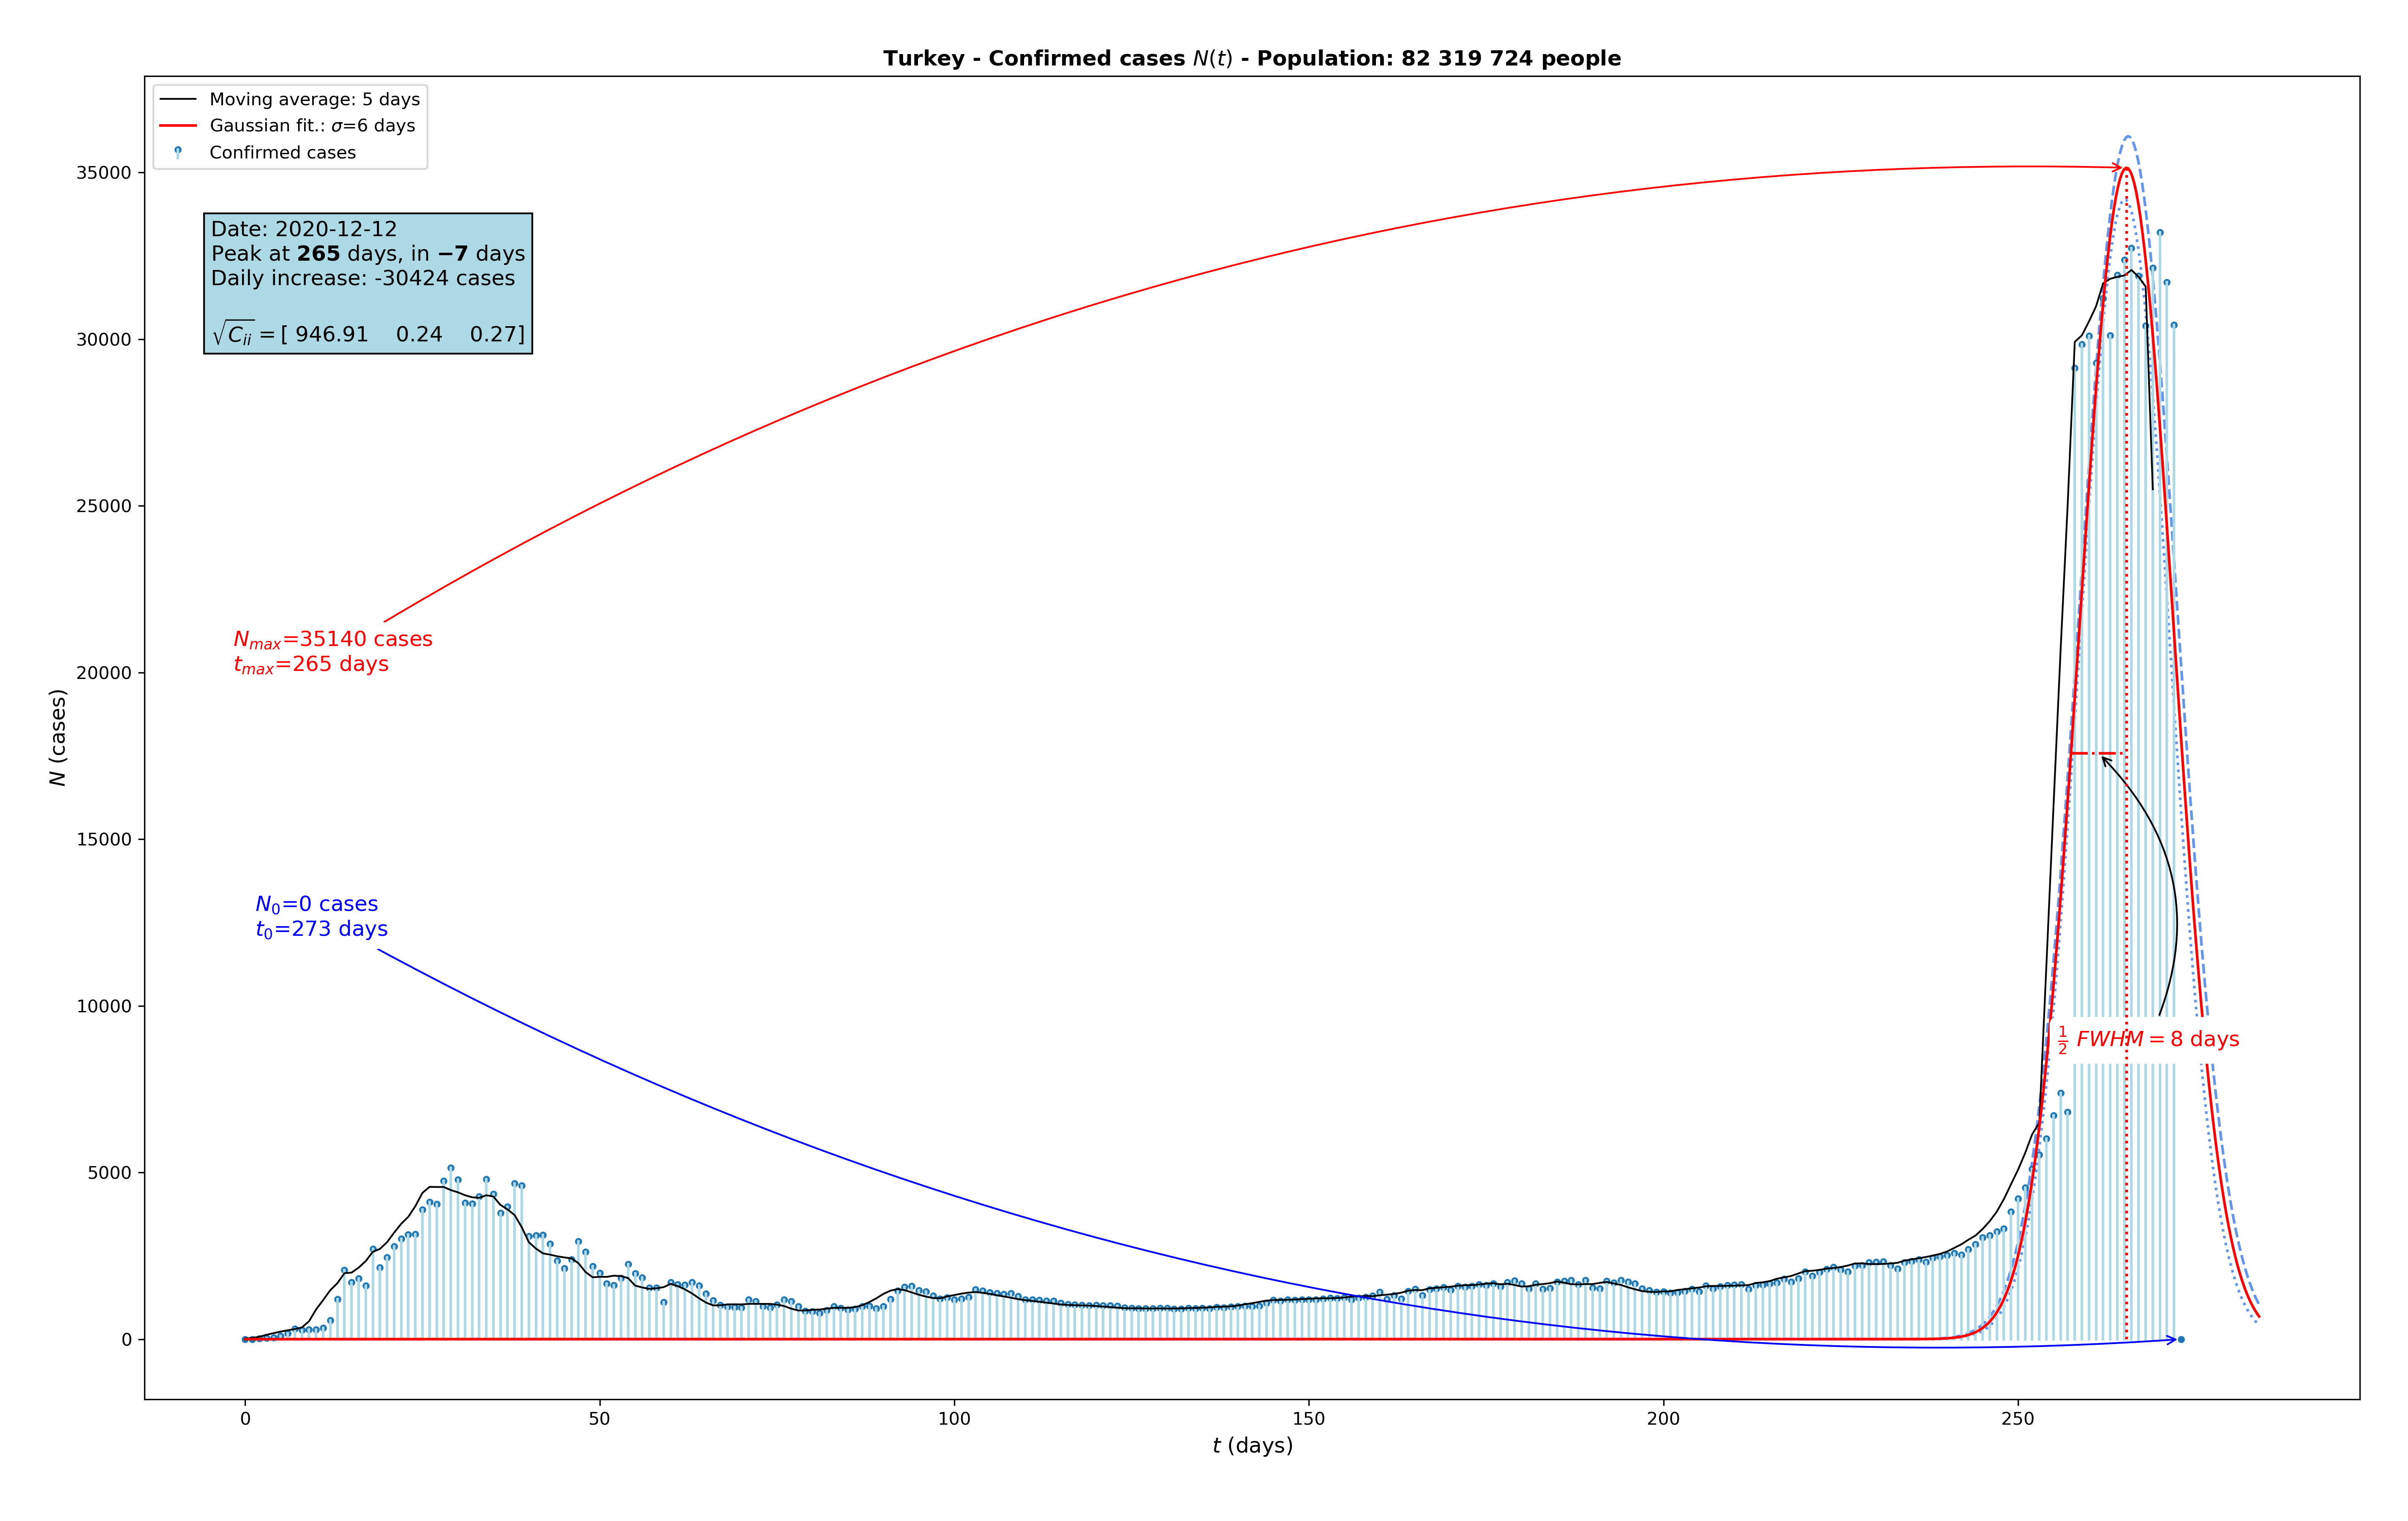 Turkey - Confirmed cases N(t) - Population: 82 319 724 people
Moving average: 5 days
Gaussian fit.: σ=6 days
Confirmed cases
Date: 2020-12-12
Peak at 265 days, in −7 days
Daily increase: -30424 cases
√C_ii = [ 946.91 0.24 0.27]
N_max=35140 cases
t_max=265 days
N_0=0 cases
t_0=273 days
½ FWHM = 8 days
N (cases)
35000
30000
25000
20000
15000
10000
5000
0
0 50 100 150 200 250
t (days)